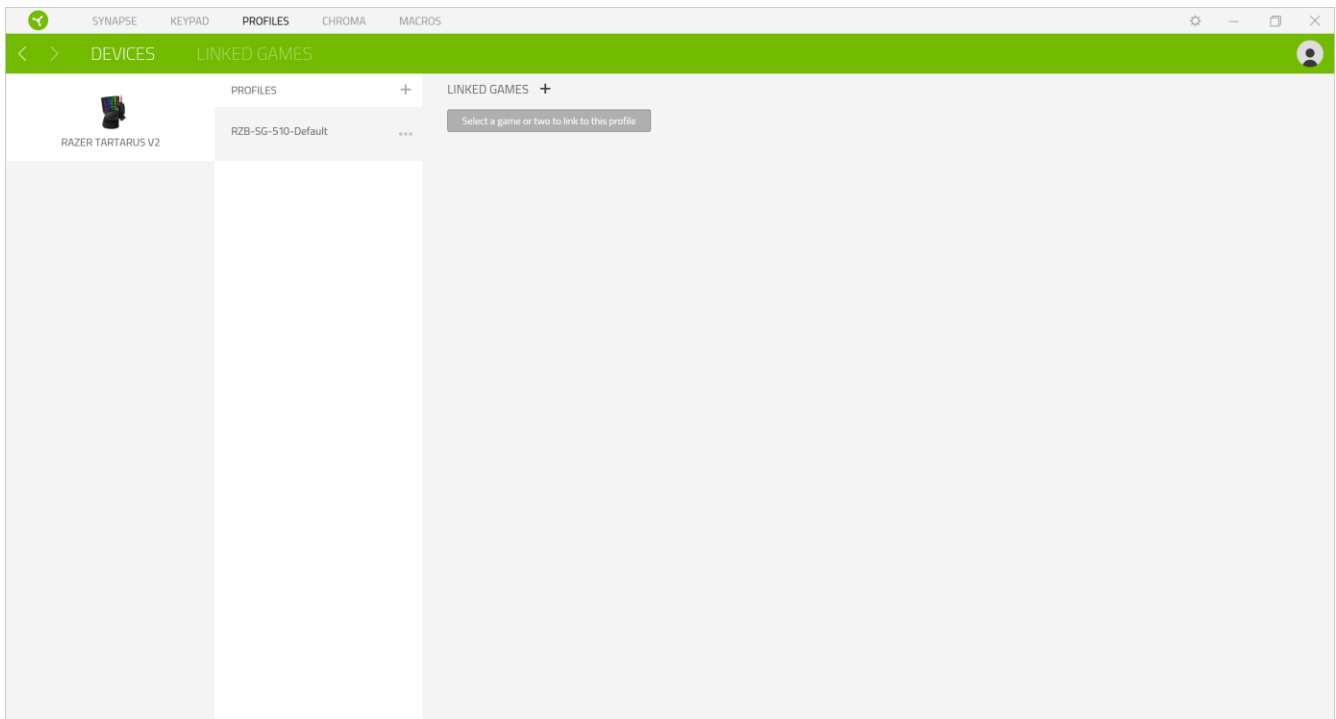 SYNAPSE KEYPAD PROFILES CHROMA MACROS
DEVICES LINKED GAMES
RAZER TARTARUS V2
PROFILES +
RZB-SG-510-Default ...
LINKED GAMES +
Select a game or two to link to this profile